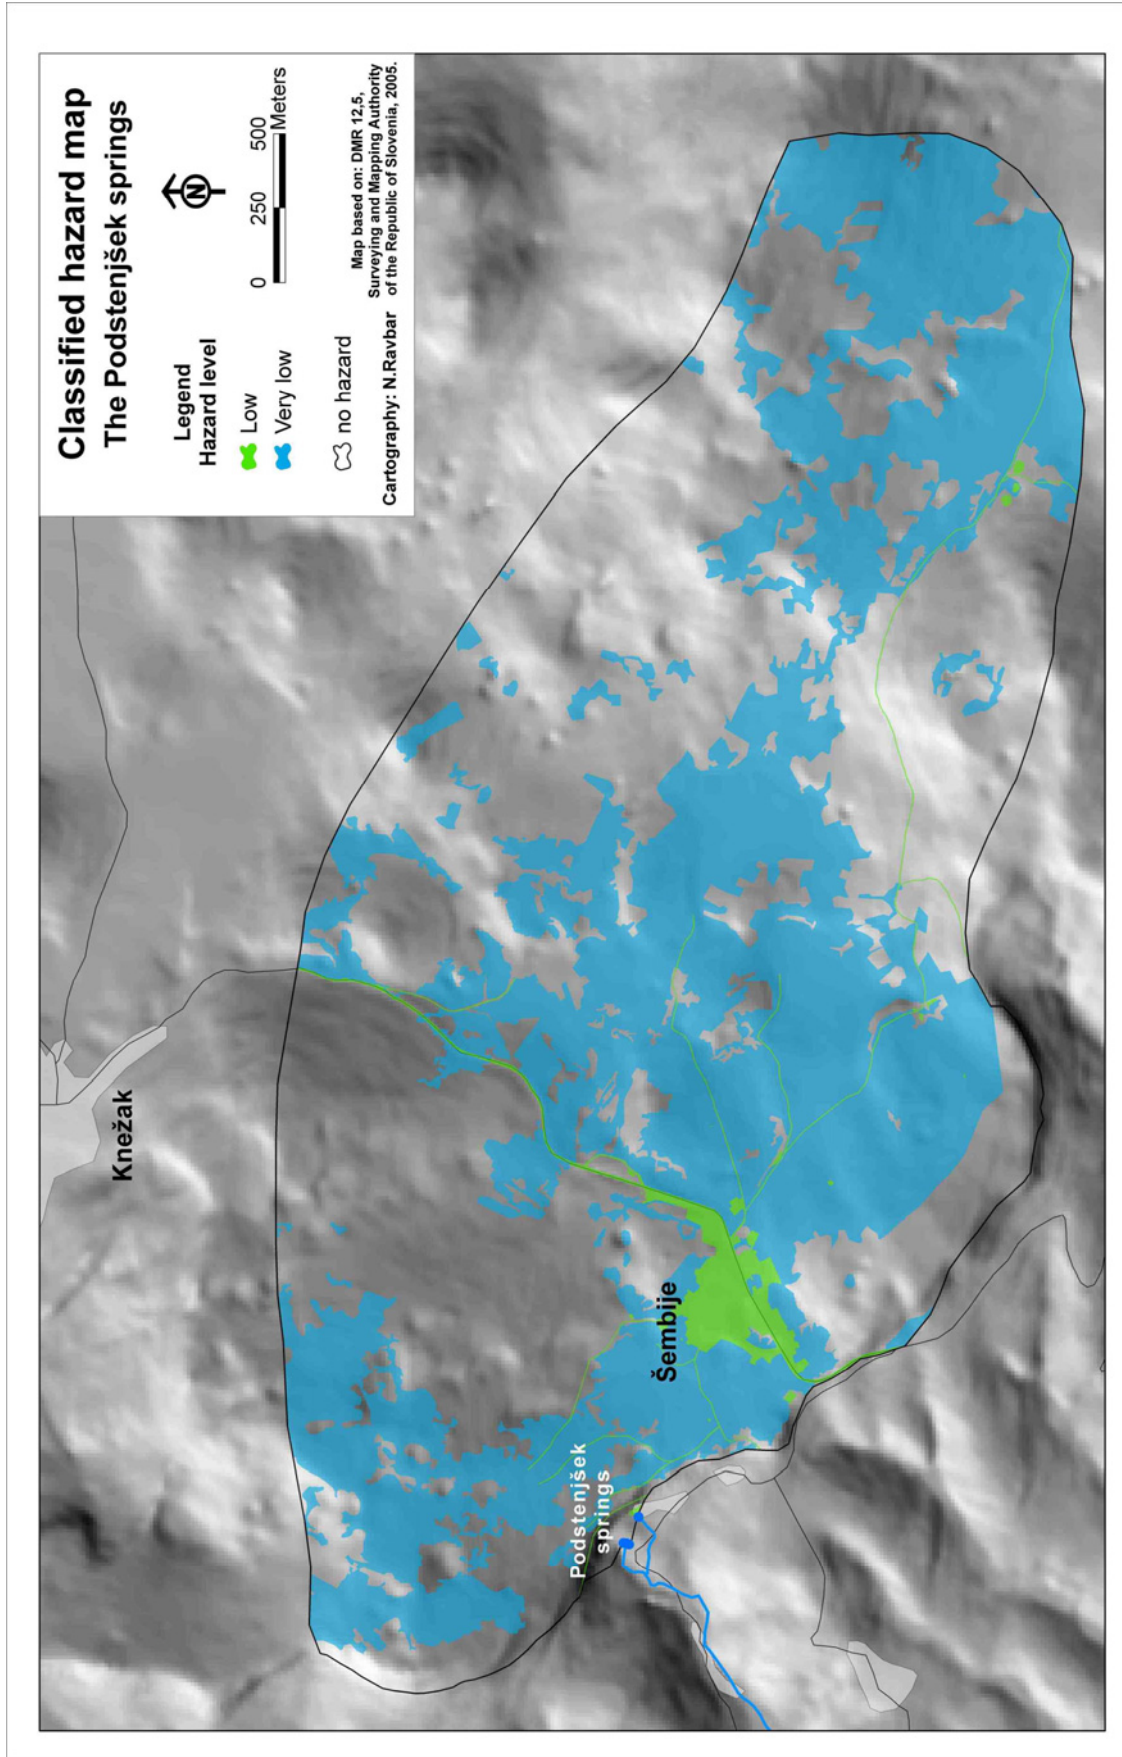 Classified hazard map
The Podstenjšek springs
N
Legend
Hazard level
Low
Very low
no hazard
0 250 500
Meters
Map based on: DMR 12,5,
Surveying and Mapping Authority
of the Republic of Slovenia, 2005.
Cartography: N.Ravbar
Knežak
Šembije
Podstenjšek
springs